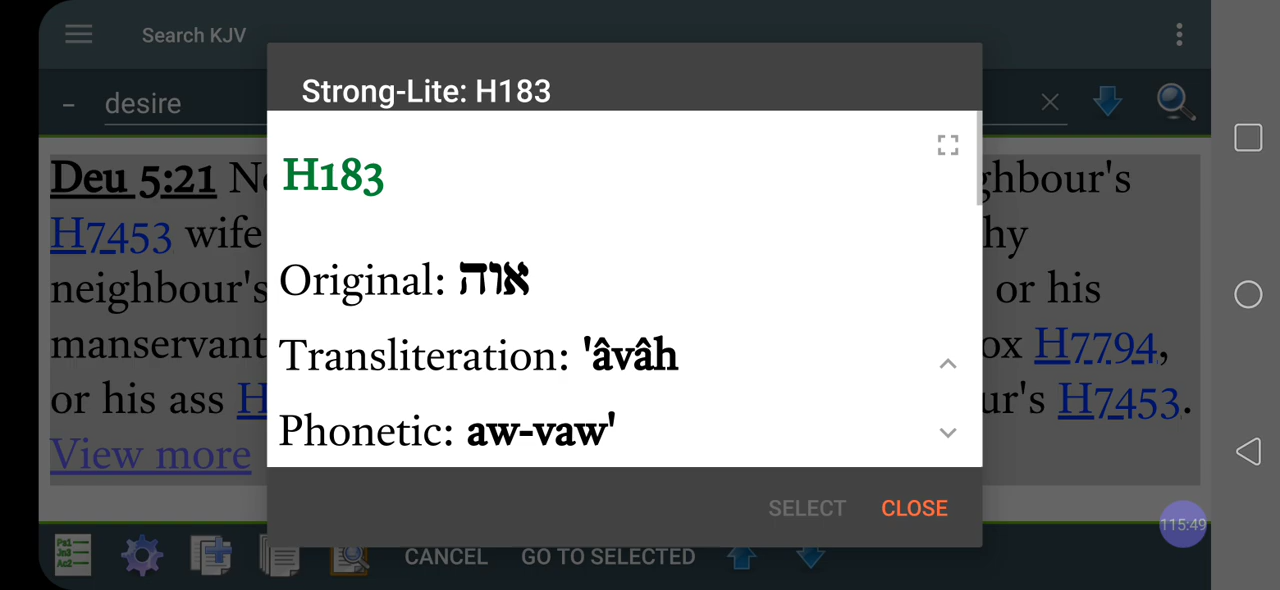 Search KJV
- desire
Strong-Lite: H183
H183
Original: אוה
Transliteration: 'âvâh
Phonetic: aw-vaw'
SELECT CLOSE
Deu 5:21
ghbour's
H7453 wife
hy
neighbour's
or his
manservant
ox H7794,
or his ass
ur's H7453.
View more
115:49
CANCEL GO TO SELECTED